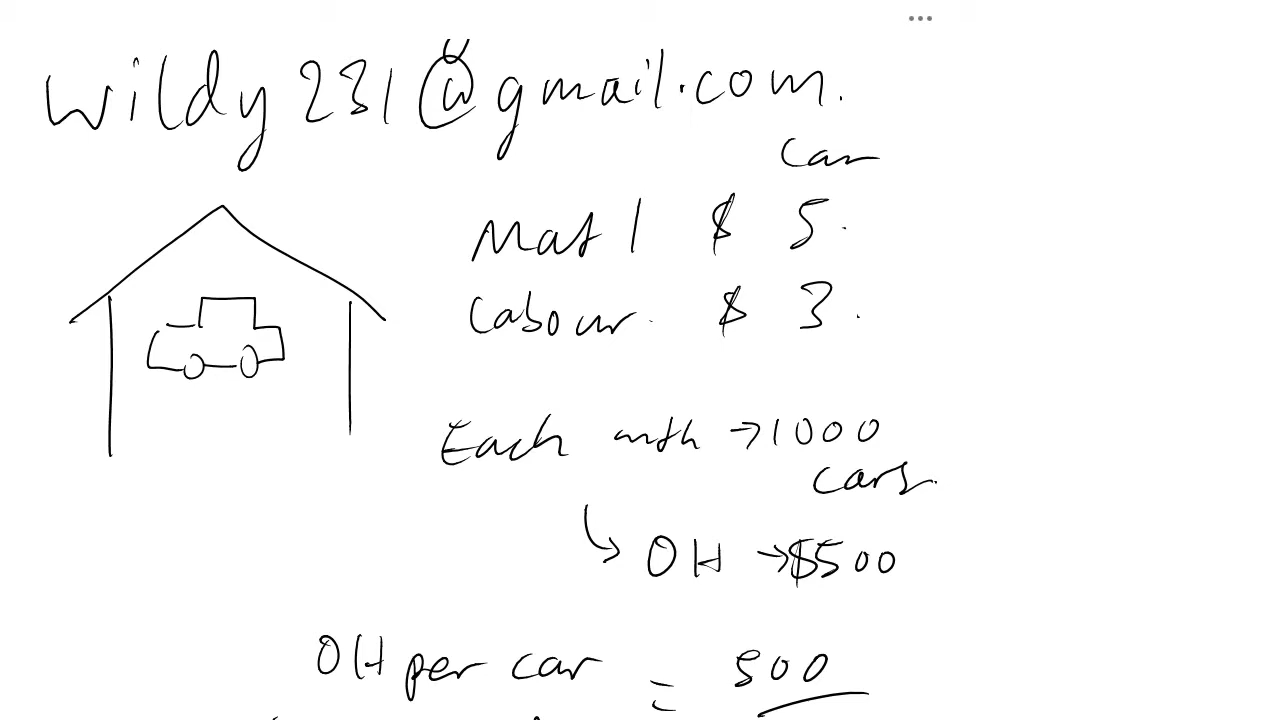 wildy231@gmail.com.
Car
Mat'l $ 5.
Labour. $ 3.
Each mth → 1000
cars.
↳ OH → $500
OH per car = 500